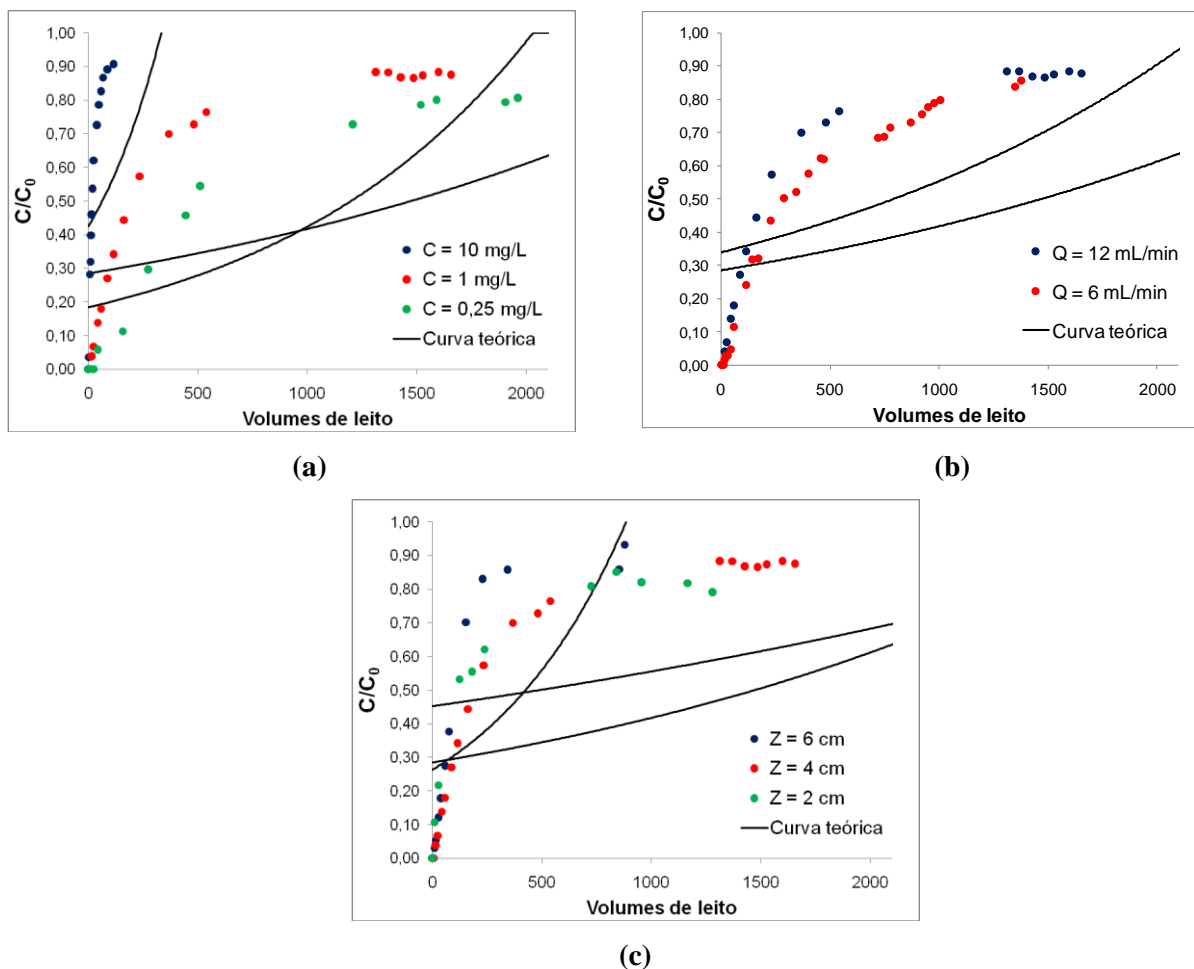 1,00
0,90
0,80
0,70
0,60
0,50
0,40
0,30
0,20
0,10
0,00
C/C0
0
500
1000
1500
2000
Volumes de leito
C = 10 mg/L
C = 1 mg/L
C = 0,25 mg/L
Curva teórica
(a)
1,00
0,90
0,80
0,70
0,60
0,50
0,40
0,30
0,20
0,10
0,00
C/C0
0
500
1000
1500
2000
Volumes de leito
Q = 12 mL/min
Q = 6 mL/min
Curva teórica
(b)
1,00
0,90
0,80
0,70
0,60
0,50
0,40
0,30
0,20
0,10
0,00
C/C0
0
500
1000
1500
2000
Volumes de leito
Z = 6 cm
Z = 4 cm
Z = 2 cm
Curva teórica
(c)